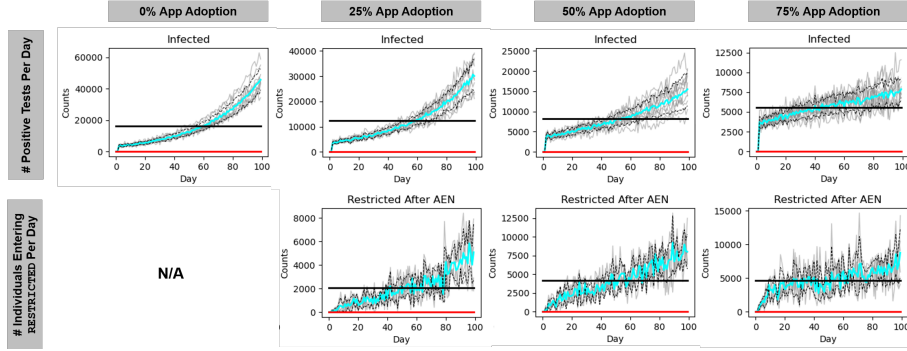 0% App Adoption
25% App Adoption
50% App Adoption
75% App Adoption
# Positive Tests Per Day
Infected
Counts
60000
40000
20000
0
0 20 40 60 80 100
Day
Infected
Counts
40000
30000
20000
10000
0
0 20 40 60 80 100
Day
Infected
Counts
25000
20000
15000
10000
5000
0
0 20 40 60 80 100
Day
Infected
Counts
12500
10000
7500
5000
2500
0
0 20 40 60 80 100
Day
# Individuals Entering
RESTRICTED Per Day
N/A
Restricted After AEN
Counts
8000
6000
4000
2000
0
0 20 40 60 80 100
Day
Restricted After AEN
Counts
12500
10000
7500
5000
2500
0
0 20 40 60 80 100
Day
Restricted After AEN
Counts
15000
10000
5000
0
0 20 40 60 80 100
Day